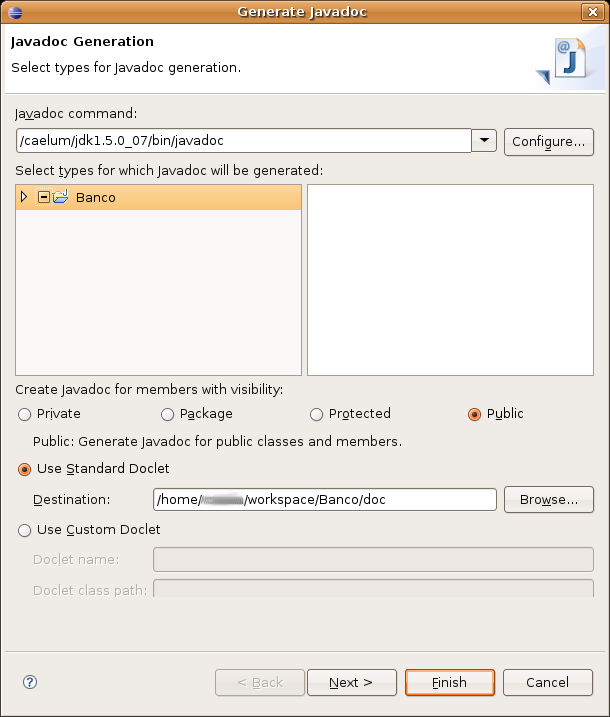 Generate Javadoc
Javadoc Generation
Select types for Javadoc generation.
Javadoc command:
/caelum/jdk1.5.0_07/bin/javadoc
Configure...
Select types for which Javadoc will be generated:
Banco
Create Javadoc for members with visibility:
Private Package Protected Public
Public: Generate Javadoc for public classes and members.
Use Standard Doclet
Destination: /home/ /workspace/Banco/doc Browse...
Use Custom Doclet
Doclet name:
Doclet class path:
< Back Next > Finish Cancel